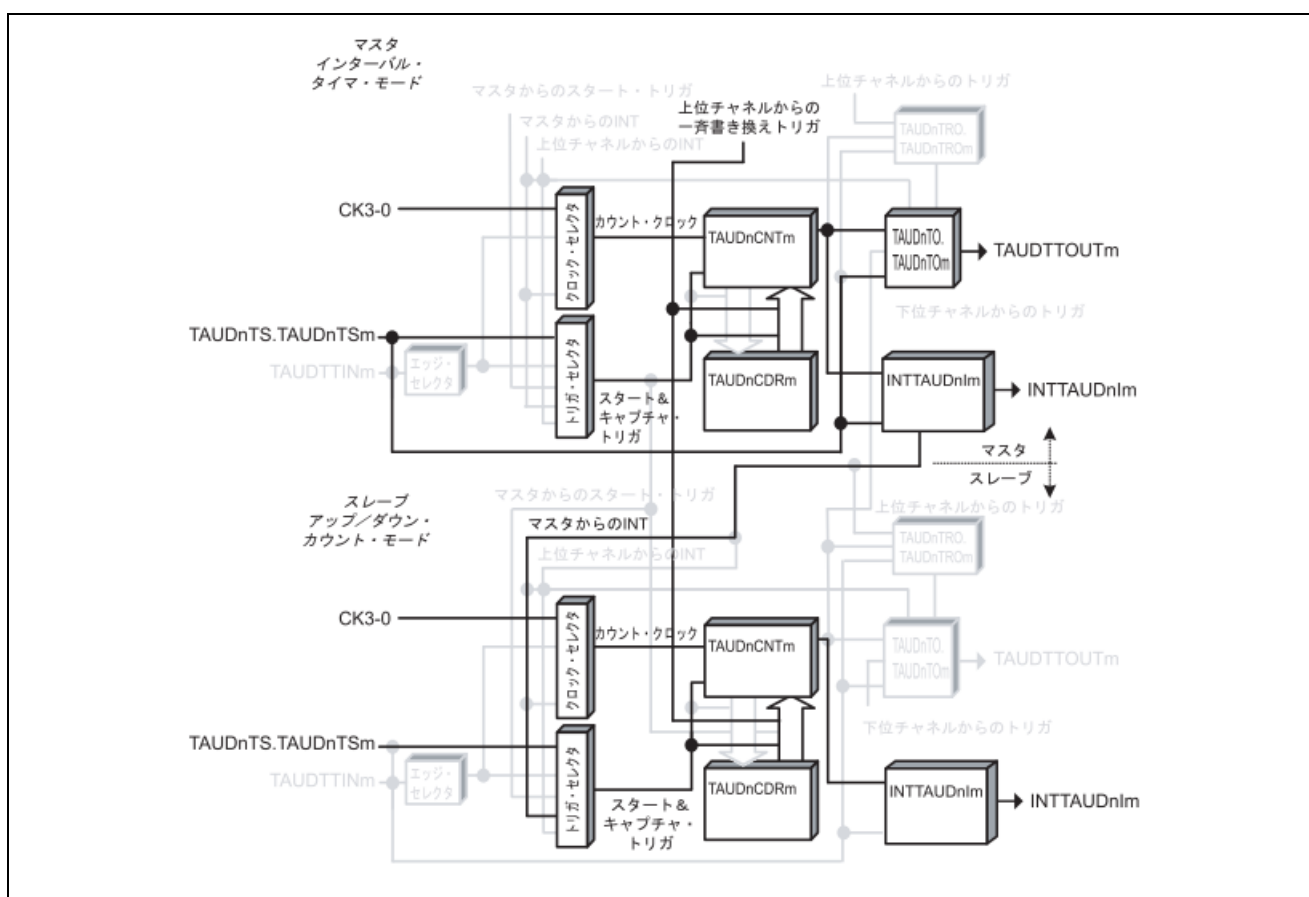 マスタ
インターバル・
タイマ・モード
マスタからのスタート・トリガ
マスタからのINT
上位チャネルからのINT
上位チャネルからの
一斉書き換えトリガ
上位チャネルからのトリガ
TAUDnTRO.
TAUDnTROm
CK3-0
クロック・セレクタ
カウント・クロック
TAUDnCNTm
TAUDnTO.
TAUDnTOm
TAUDTTOUTm
下位チャネルからのトリガ
TAUDnTS.TAUDnTSm
TAUDTTINm
エッジ・
セレクタ
トリガ・セレクタ
スタート&
キャプチャ・
トリガ
TAUDnCDRm
INTTAUDnIm
INTTAUDnIm
マスタ
スレーブ
スレーブ
アップ/ダウン・
カウント・モード
マスタからのスタート・トリガ
マスタからのINT
上位チャネルからのINT
上位チャネルからのトリガ
TAUDnTRO.
TAUDnTROm
CK3-0
クロック・セレクタ
カウント・クロック
TAUDnCNTm
TAUDnTO.
TAUDnTOm
TAUDTTOUTm
下位チャネルからのトリガ
TAUDnTS.TAUDnTSm
TAUDTTINm
エッジ・
セレクタ
トリガ・セレクタ
スタート&
キャプチャ・
トリガ
TAUDnCDRm
INTTAUDnIm
INTTAUDnIm